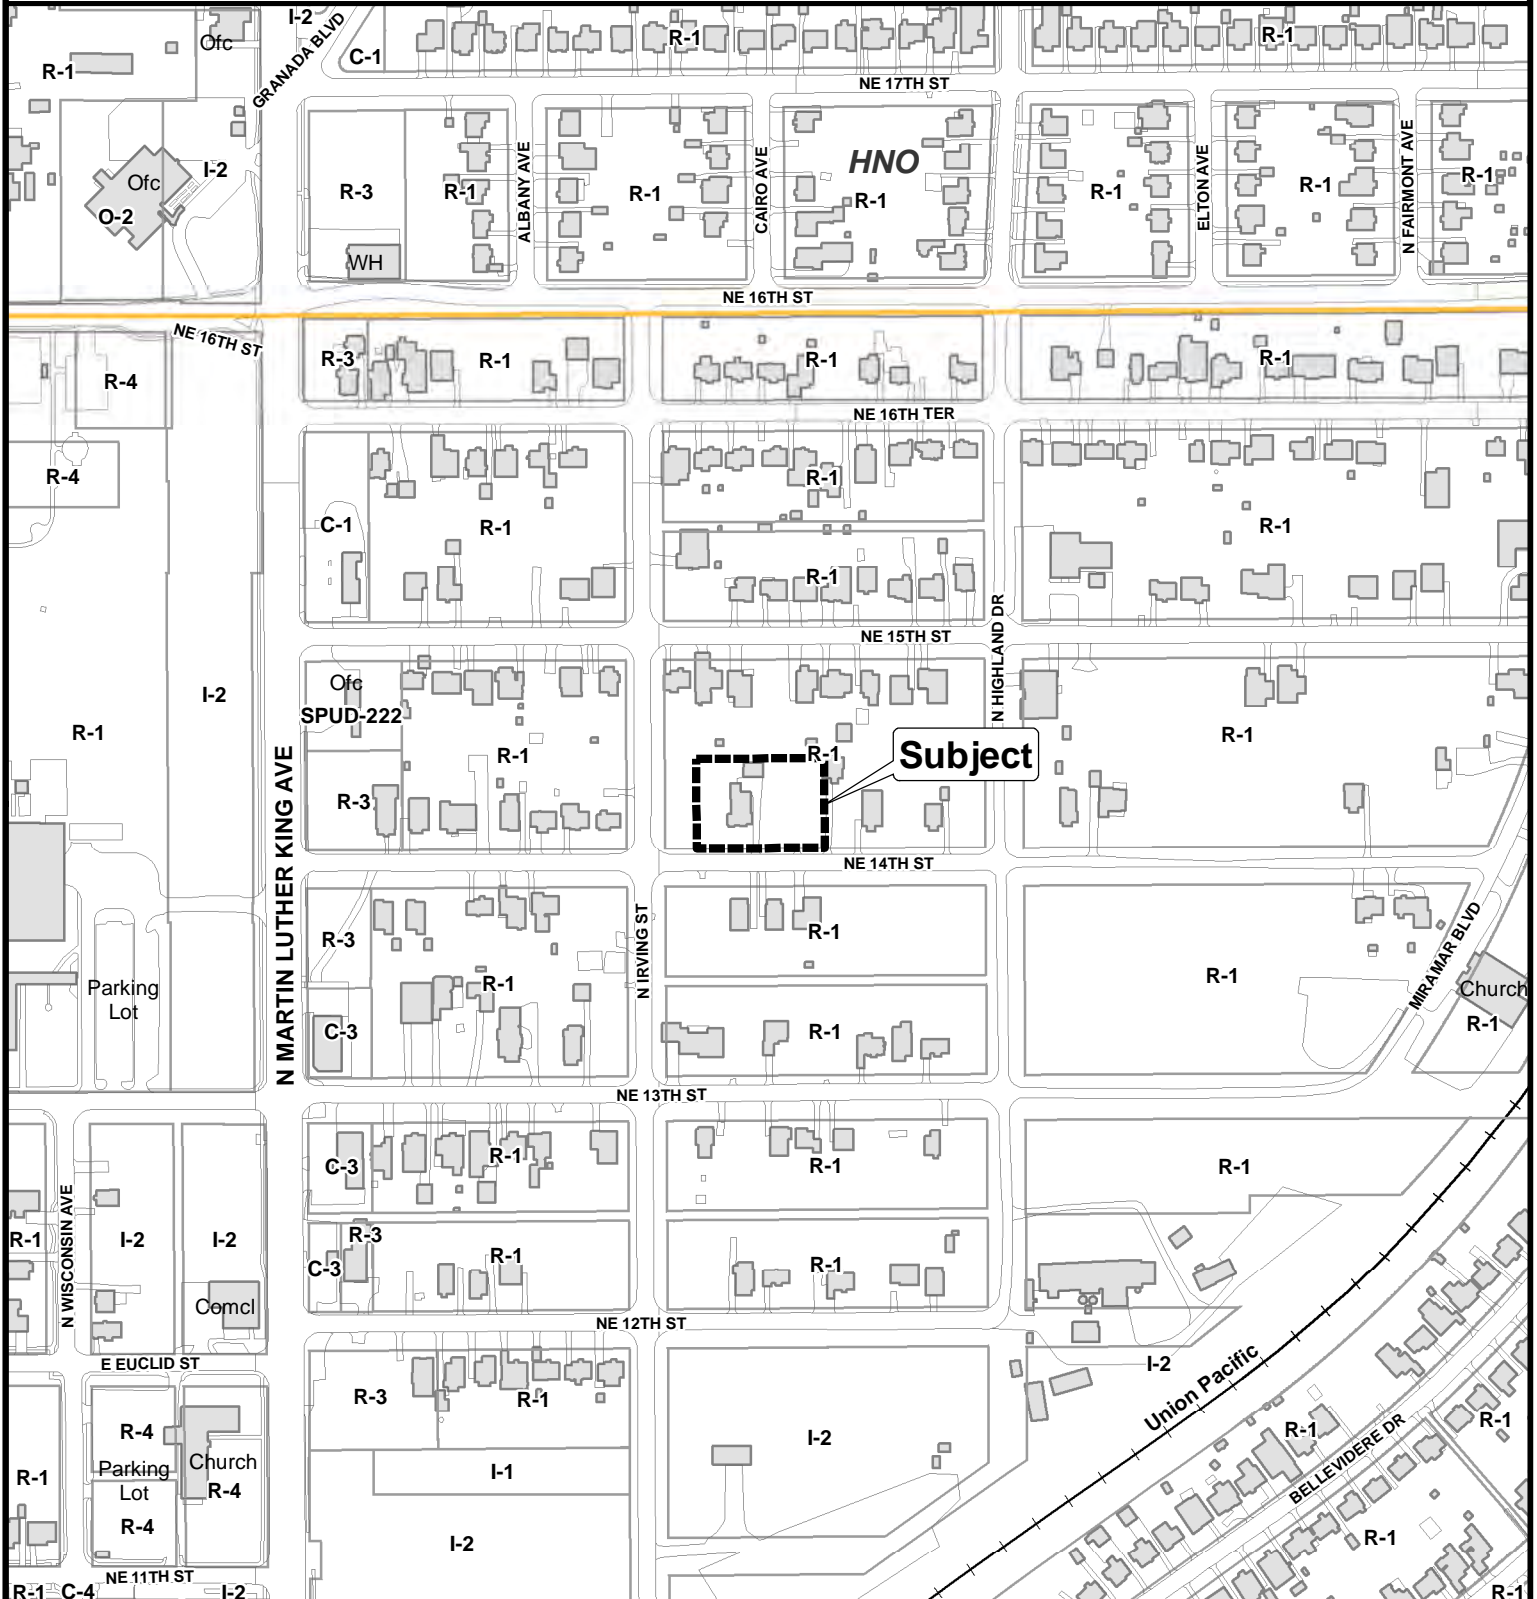 I-2
Ofc
GRANADA BLVD
C-1
R-1
R-1
R-1
NE 17TH ST
Ofc
I-2
O-2
R-3
WH
R-1
ALBANY AVE
R-1
CAIRO AVE
HNO
R-1
R-1
ELTON AVE
R-1
N FAIRMONT AVE
R-1
NE 16TH ST
NE 16TH ST
R-4
R-3
R-1
R-1
R-1
NE 16TH TER
R-4
C-1
R-1
R-1
R-1
R-1
NE 15TH ST
N HIGHLAND DR
R-1
I-2
Ofc
SPUD-222
R-3
R-1
R-1
Subject
R-1
N MARTIN LUTHER KING AVE
NE 14TH ST
Parking
Lot
R-3
C-3
R-1
N IRVING ST
R-1
R-1
R-1
MIRAMAR BLVD
Church
R-1
NE 13TH ST
R-1
N WISCONSIN AVE
I-2
I-2
Comcl
C-3
R-1
R-1
R-1
C-3
R-3
R-1
R-1
NE 12TH ST
E EUCLID ST
I-2
Union Pacific
R-1
R-4
Parking
Lot
R-4
Church
R-4
R-3
R-1
I-1
I-2
I-2
R-1
BELLEVIDERE DR
R-1
R-1
NE 11TH ST
R-1
C-4
I-2
R-1